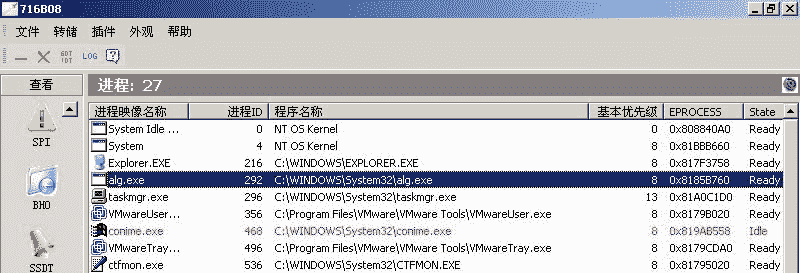 716B08
文件 转储 插件 外观 帮助
GDT IDT LOG
查看 进程: 27
进程映像名称 进程ID 程序名称 基本优先级 EPROCESS State
System Idle ... 0 NT OS Kernel 0 0x808840A0 Ready
System 4 NT OS Kernel 8 0x81BBB660 Ready
Explorer.EXE 216 C:\WINDOWS\EXPLORER.EXE 8 0x817F3758 Ready
alg.exe 292 C:\WINDOWS\System32\alg.exe 8 0x8185B760 Ready
taskmgr.exe 296 C:\WINDOWS\System32\taskmgr.exe 13 0x81A0C1D0 Ready
VMwareUser... 356 C:\Program Files\VMware\VMware Tools\VMwareUser.exe 8 0x8179B020 Ready
conime.exe 468 C:\WINDOWS\System32\conime.exe 8 0x819AB558 Idle
VMwareTray... 496 C:\Program Files\VMware\VMware Tools\VMwareTray.exe 8 0x8179CDA0 Ready
ctfmon.exe 536 C:\WINDOWS\System32\CTFMON.EXE 8 0x81795020 Ready
SPI
BHO
SSDT